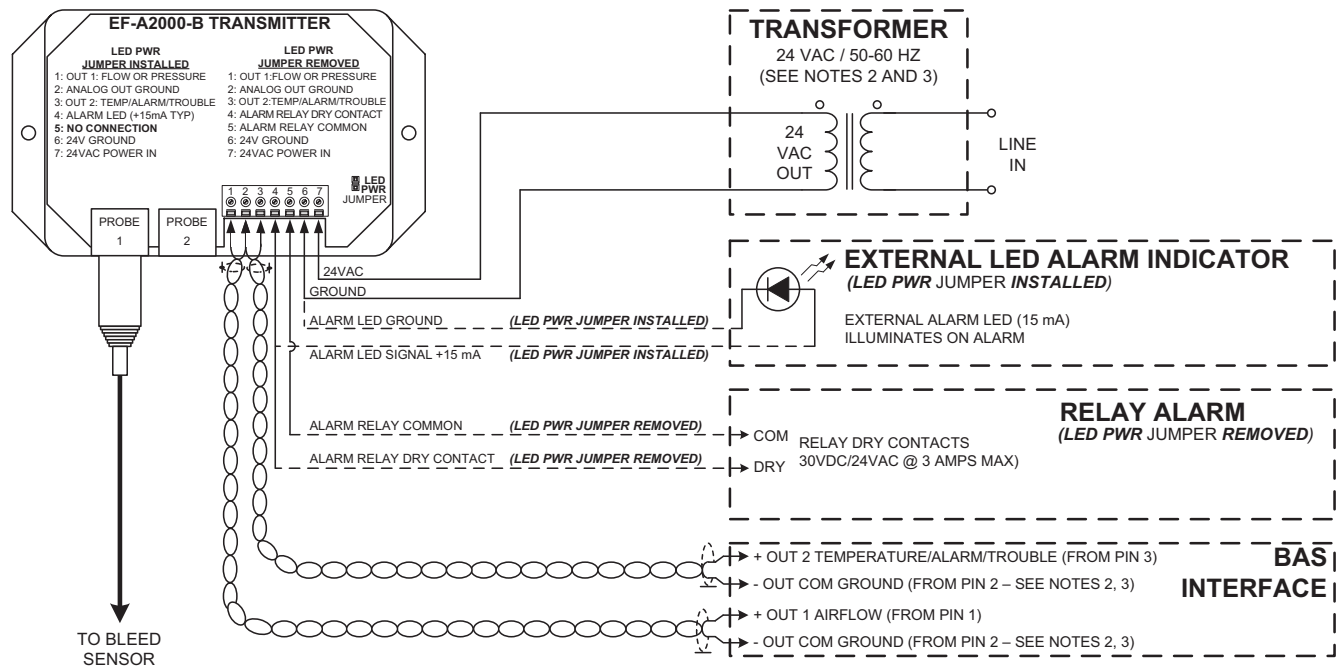 EF-A2000-B TRANSMITTER
LED PWR
JUMPER INSTALLED
1: OUT 1: FLOW OR PRESSURE
2: ANALOG OUT GROUND
3: OUT 2: TEMP/ALARM/TROUBLE
4: ALARM LED (+15mA TYP)
5: NO CONNECTION
6: 24V GROUND
7: 24VAC POWER IN
LED PWR
JUMPER REMOVED
1: OUT 1:FLOW OR PRESSURE
2: ANALOG OUT GROUND
3: OUT 2:TEMP/ALARM/TROUBLE
4: ALARM RELAY DRY CONTACT
5: ALARM RELAY COMMON
6: 24V GROUND
7: 24VAC POWER IN
LED
PWR
JUMPER
1 2 3 4 5 6 7
PROBE
1
PROBE
2
TO BLEED
SENSOR
TRANSFORMER
24 VAC / 50-60 HZ
(SEE NOTES 2 AND 3)
24
VAC
OUT
LINE
IN
24VAC
GROUND
ALARM LED GROUND (LED PWR JUMPER INSTALLED)
ALARM LED SIGNAL +15 mA (LED PWR JUMPER INSTALLED)
EXTERNAL LED ALARM INDICATOR
(LED PWR JUMPER INSTALLED)
EXTERNAL ALARM LED (15 mA)
ILLUMINATES ON ALARM
ALARM RELAY COMMON (LED PWR JUMPER REMOVED)
ALARM RELAY DRY CONTACT (LED PWR JUMPER REMOVED)
RELAY ALARM
(LED PWR JUMPER REMOVED)
COM
DRY
RELAY DRY CONTACTS
30VDC/24VAC @ 3 AMPS MAX)
BAS
INTERFACE
+ OUT 2 TEMPERATURE/ALARM/TROUBLE (FROM PIN 3)
- OUT COM GROUND (FROM PIN 2 – SEE NOTES 2, 3)
+ OUT 1 AIRFLOW (FROM PIN 1)
- OUT COM GROUND (FROM PIN 2 – SEE NOTES 2, 3)